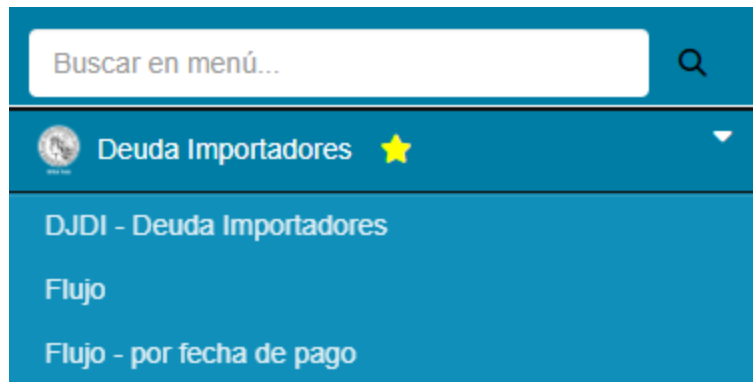 Buscar en menú...
Deuda Importadores
DJDI - Deuda Importadores
Flujo
Flujo - por fecha de pago